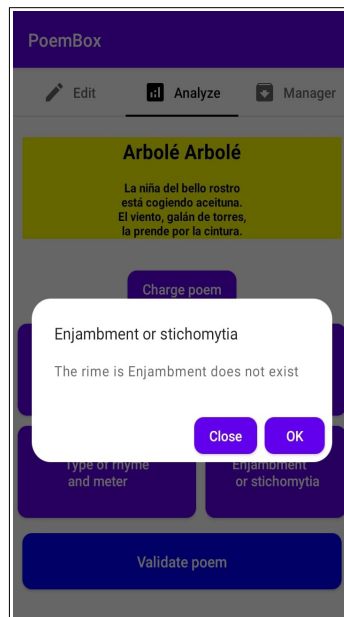 PoemBox
Edit Analyze Manager
Arbolé Arbolé
La niña del bello rostro
está cogiendo aceituna.
El viento, galán de torres,
la prende por la cintura.
Charge poem
Enjambment or stichomytia
The rime is Enjambment does not exist
Close OK
Type of rhyme
and meter
Enjambment
or stichomytia
Validate poem